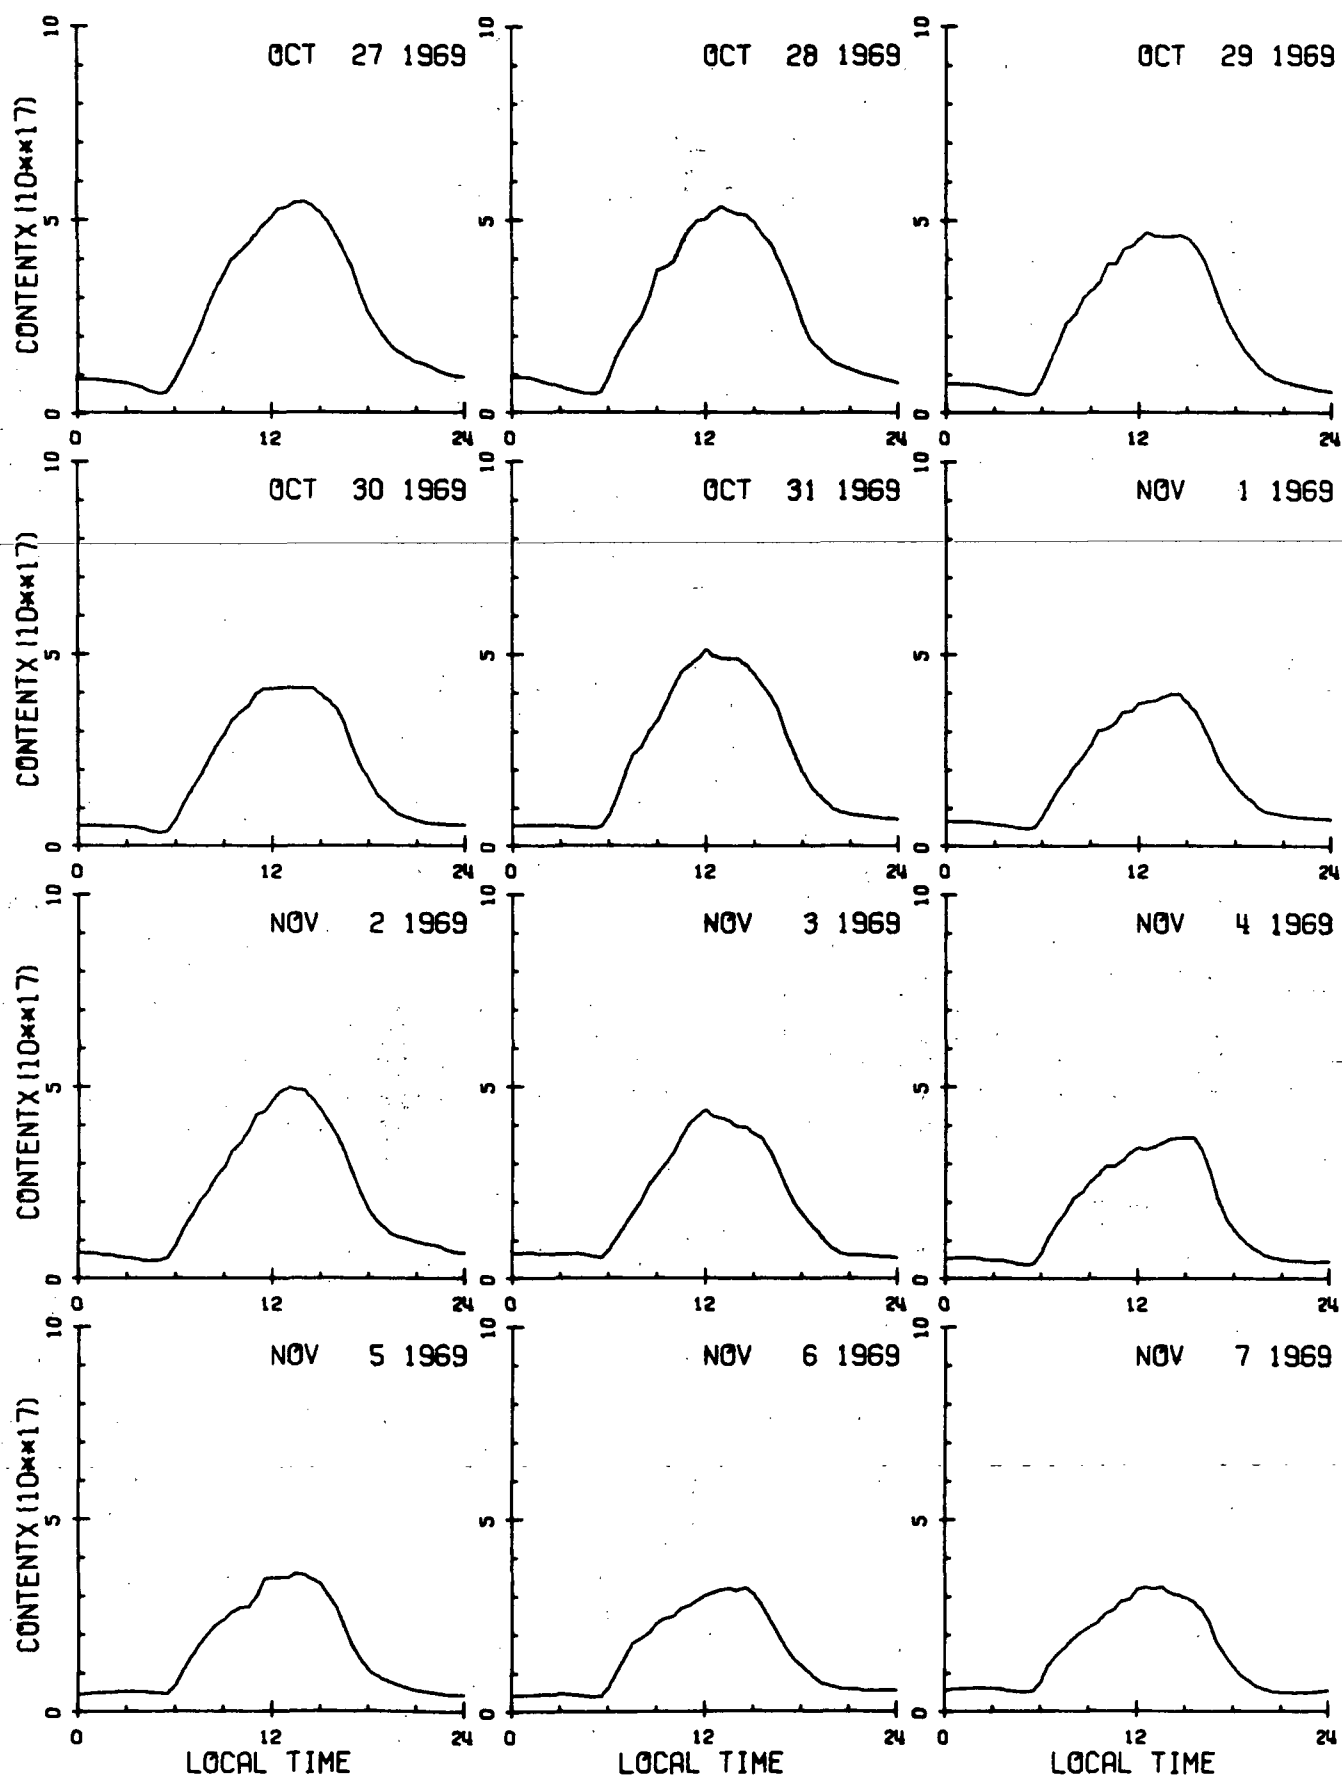 10 10 10
OCT 27 1969 OCT 28 1969 OCT 29 1969
CONTENTX(10**17)
5 5 5
0 0 0
0 12 24 0 12 24 0 12 24
10 10 10
OCT 30 1969 OCT 31 1969 NOV 1 1969
CONTENTX(10**17)
5 5 5
0 0 0
0 12 24 0 12 24 0 12 24
10 10 10
NOV 2 1969 NOV 3 1969 NOV 4 1969
CONTENTX(10**17)
5 5 5
0 0 0
0 12 24 0 12 24 0 12 24
10 10 10
NOV 5 1969 NOV 6 1969 NOV 7 1969
CONTENTX(10**17)
5 5 5
0 0 0
0 12 24 0 12 24 0 12 24
LOCAL TIME LOCAL TIME LOCAL TIME